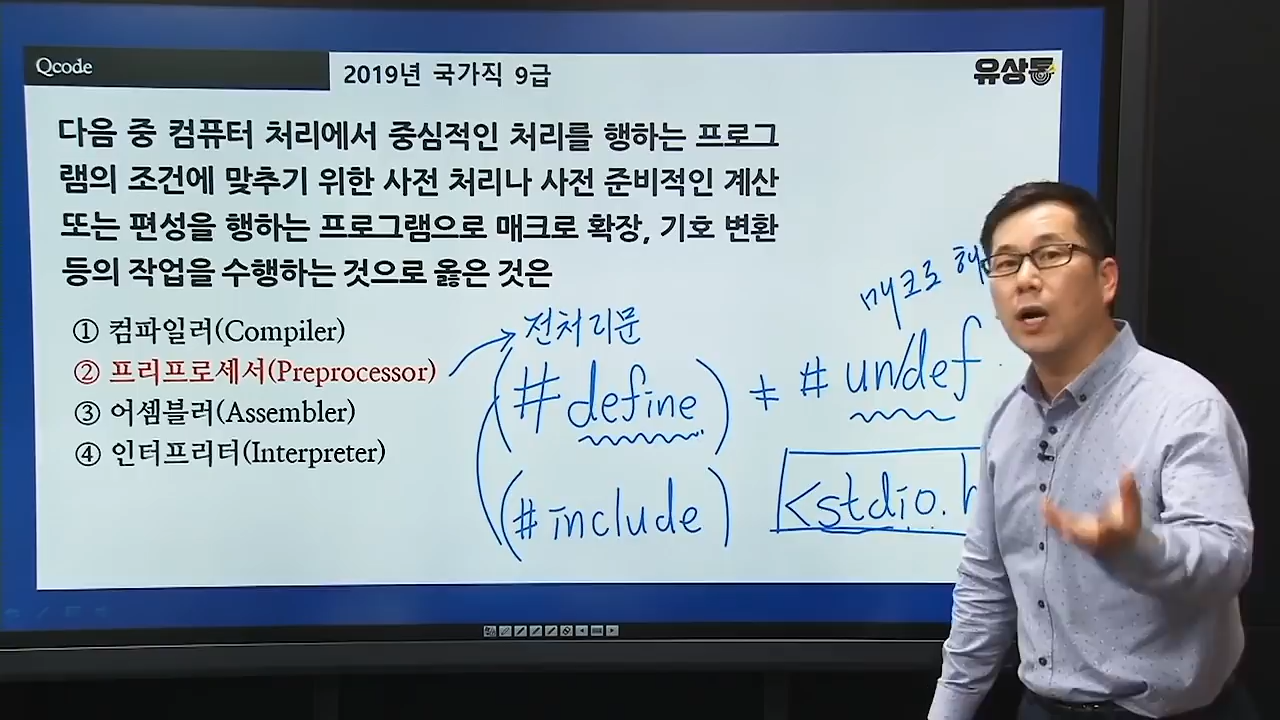 Qcode
2019년 국가직 9급
유상통
다음 중 컴퓨터 처리에서 중심적인 처리를 행하는 프로그
램의 조건에 맞추기 위한 사전 처리나 사전 준비적인 계산
또는 편성을 행하는 프로그램으로 매크로 확장, 기호 변환
등의 작업을 수행하는 것으로 옳은 것은
① 컴파일러(Compiler)
② 프리프로세서(Preprocessor)
③ 어셈블러(Assembler)
④ 인터프리터(Interpreter)
전처리문
매크로
(#define) ≠ #un/def
(#include) <stdio.h